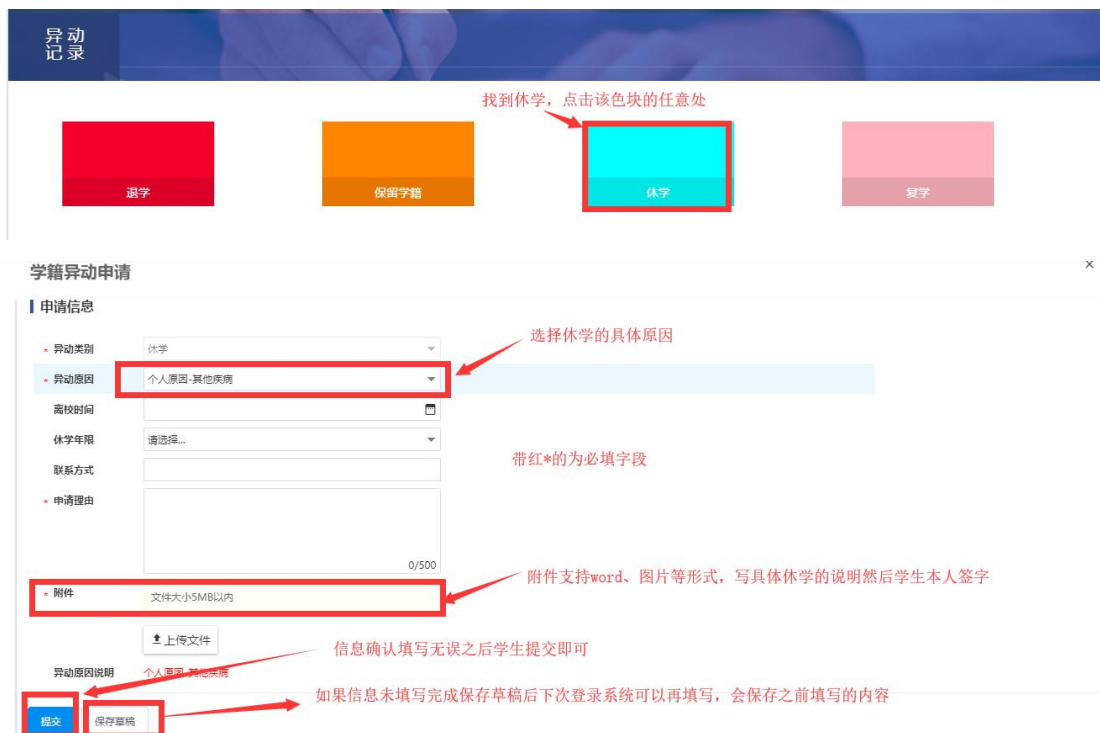 异动
记录
找到休学，点击该色块的任意处
退学
保留学籍
休学
复学
学籍异动申请
×
申请信息
* 异动类别 休学
选择休学的具体原因
* 异动原因 个人原因-其他疾病
离校时间
休学年限 请选择...
带红*的为必填字段
联系方式
* 申请理由
0/500
附件支持word、图片等形式，写具体休学的说明然后学生本人签字
* 附件 文件大小5MB以内
上传文件
信息确认填写无误之后学生提交即可
异动原因说明 个人原因-其他疾病
如果信息未填写完成保存草稿后下次登录系统可以再填写，会保存之前填写的内容
提交 保存草稿